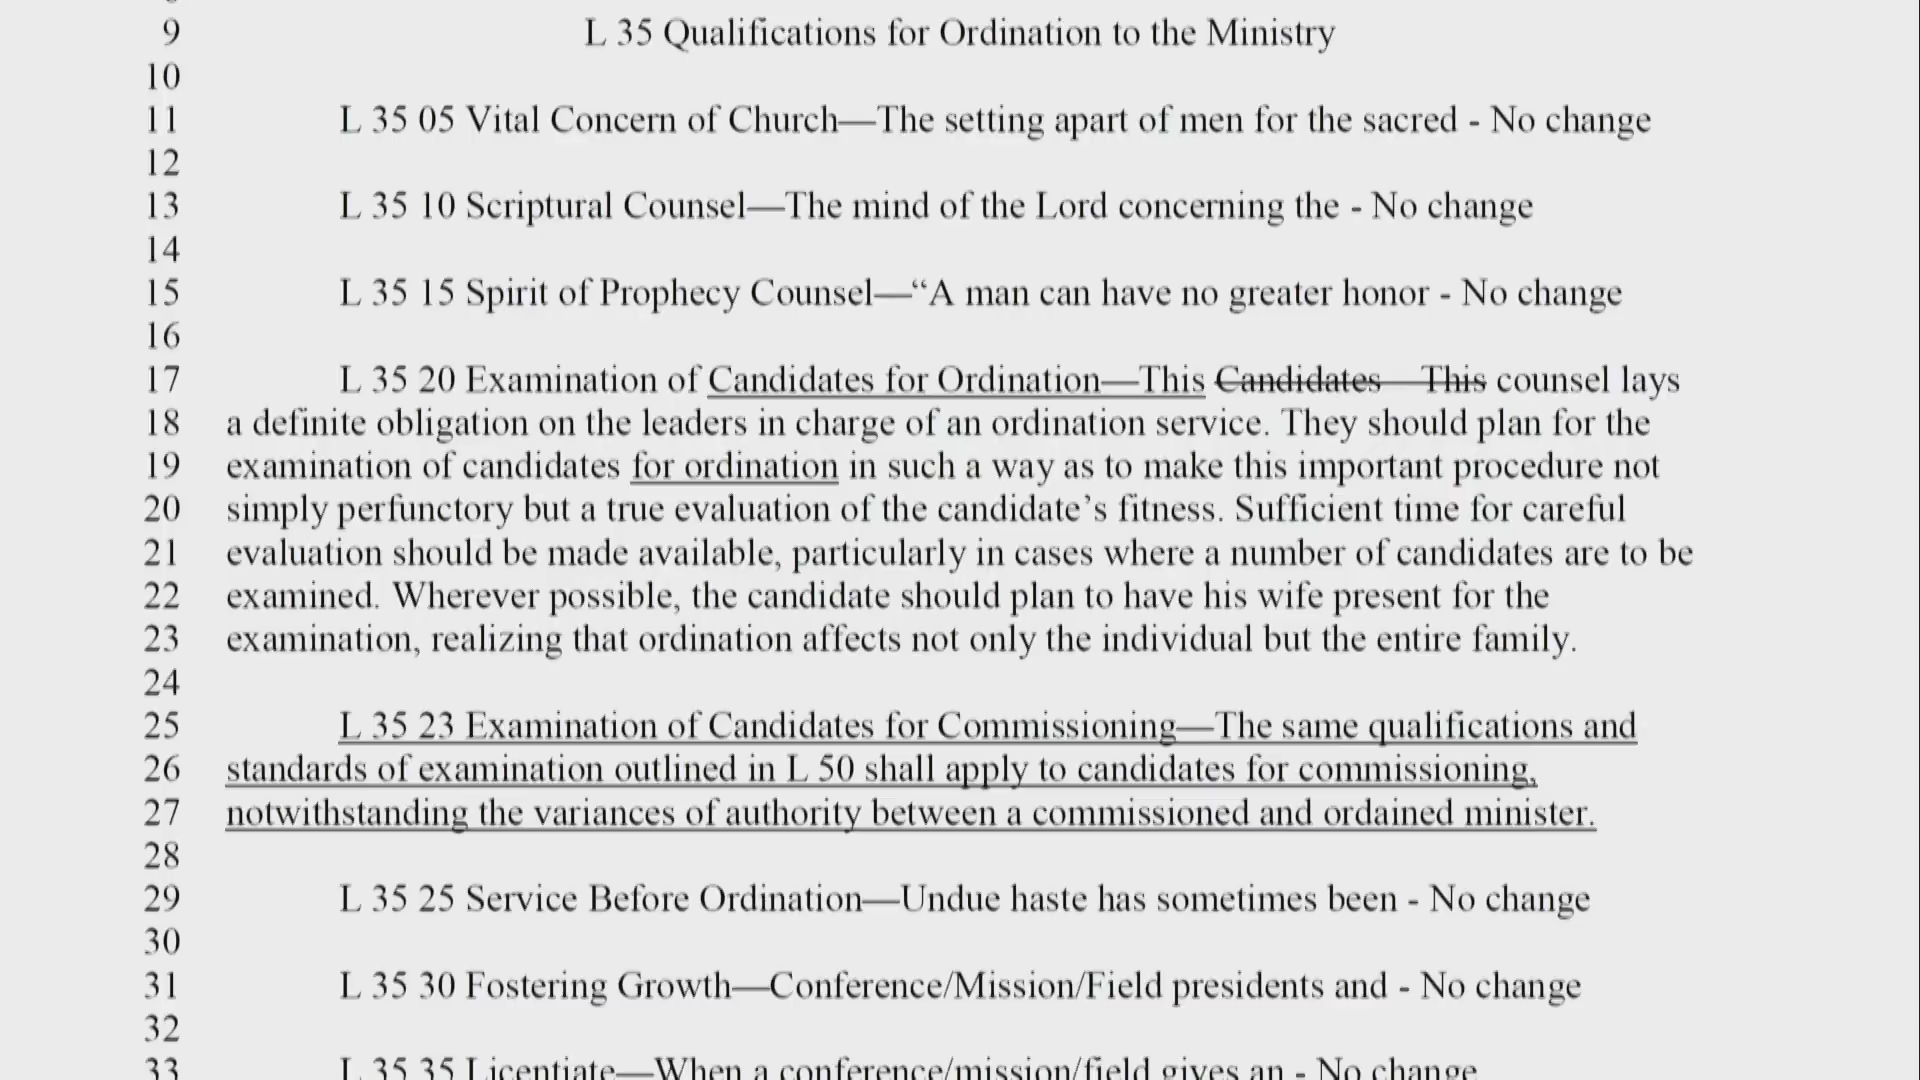 9 L 35 Qualifications for Ordination to the Ministry
10
11 L 35 05 Vital Concern of Church—The setting apart of men for the sacred - No change
12
13 L 35 10 Scriptural Counsel—The mind of the Lord concerning the - No change
14
15 L 35 15 Spirit of Prophecy Counsel—“A man can have no greater honor - No change
16
17 L 35 20 Examination of Candidates for Ordination—This Candidates—This counsel lays
18 a definite obligation on the leaders in charge of an ordination service. They should plan for the
19 examination of candidates for ordination in such a way as to make this important procedure not
20 simply perfunctory but a true evaluation of the candidate’s fitness. Sufficient time for careful
21 evaluation should be made available, particularly in cases where a number of candidates are to be
22 examined. Wherever possible, the candidate should plan to have his wife present for the
23 examination, realizing that ordination affects not only the individual but the entire family.
24
25 L 35 23 Examination of Candidates for Commissioning—The same qualifications and
26 standards of examination outlined in L 50 shall apply to candidates for commissioning,
27 notwithstanding the variances of authority between a commissioned and ordained minister.
28
29 L 35 25 Service Before Ordination—Undue haste has sometimes been - No change
30
31 L 35 30 Fostering Growth—Conference/Mission/Field presidents and - No change
32
33 L 35 35 Licentiate—When a conference/mission/field gives an - No change